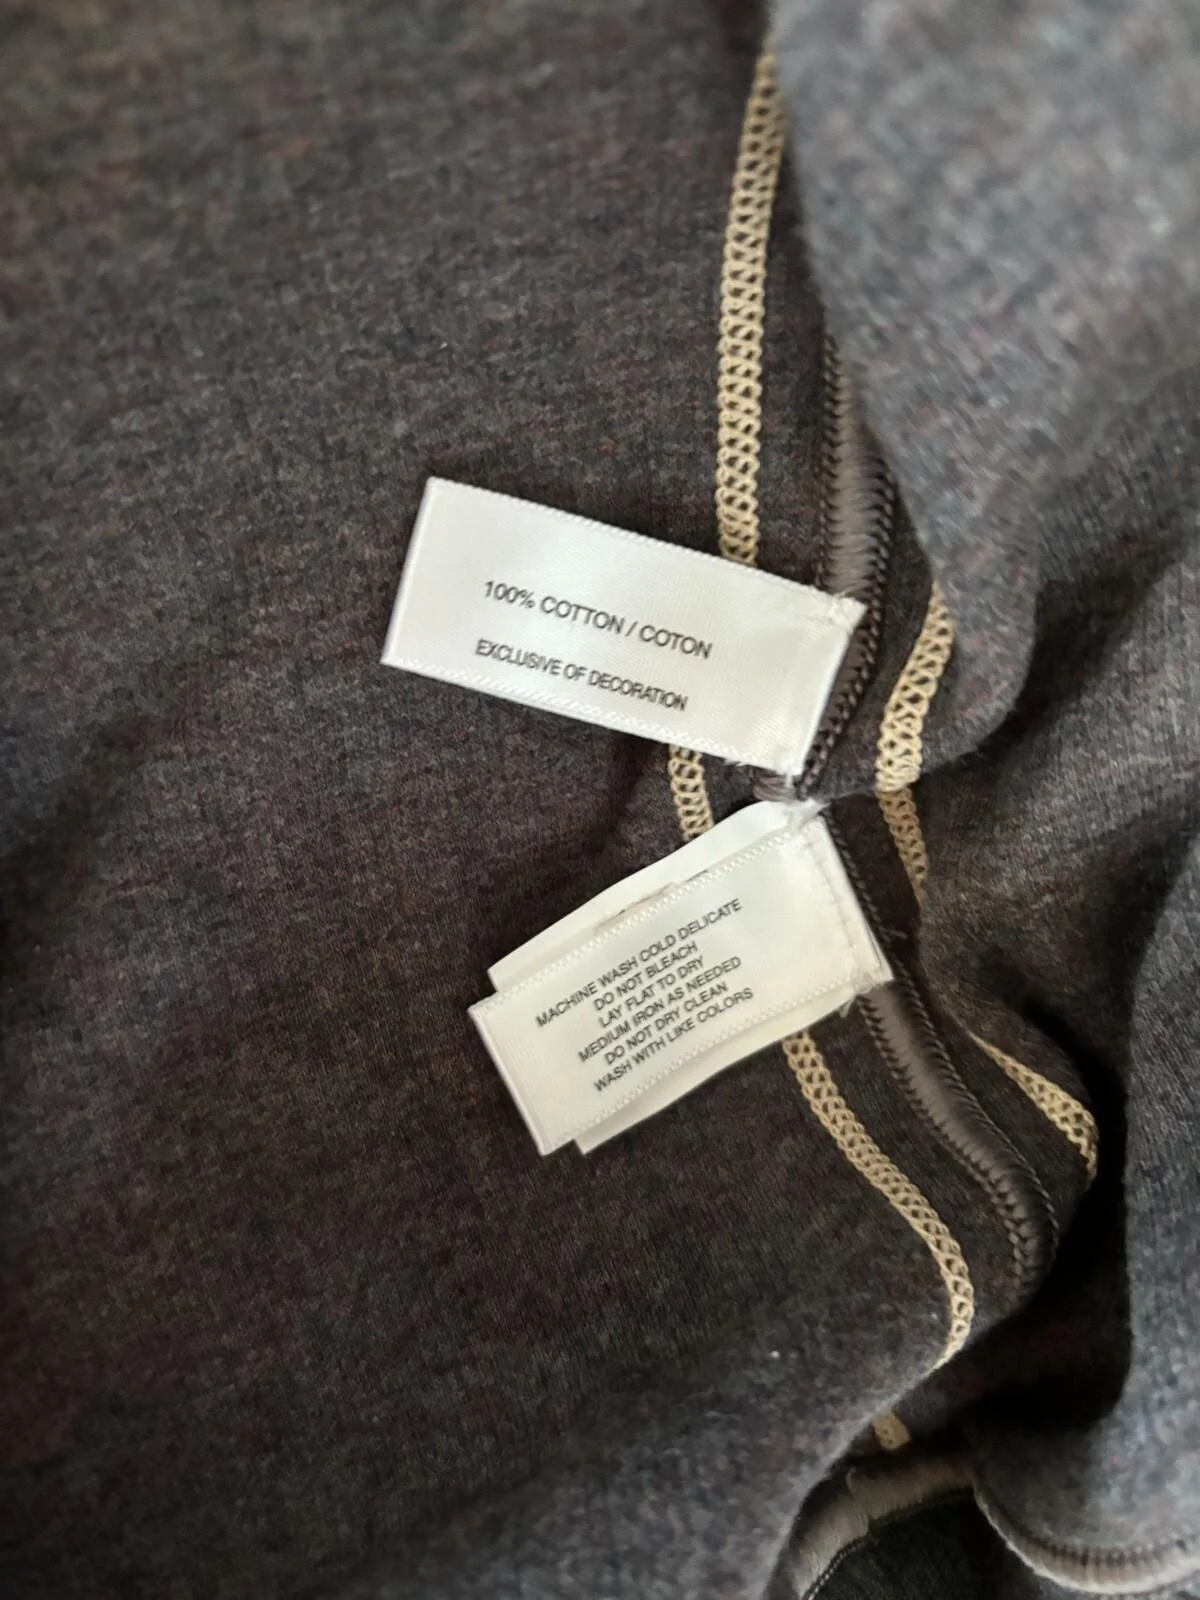 100% COTTON / COTON
EXCLUSIVE OF DECORATION
MACHINE WASH COLD DELICATE
DO NOT BLEACH
LAY FLAT TO DRY
MEDIUM IRON AS NEEDED
DO NOT DRY CLEAN
WASH WITH LIKE COLORS